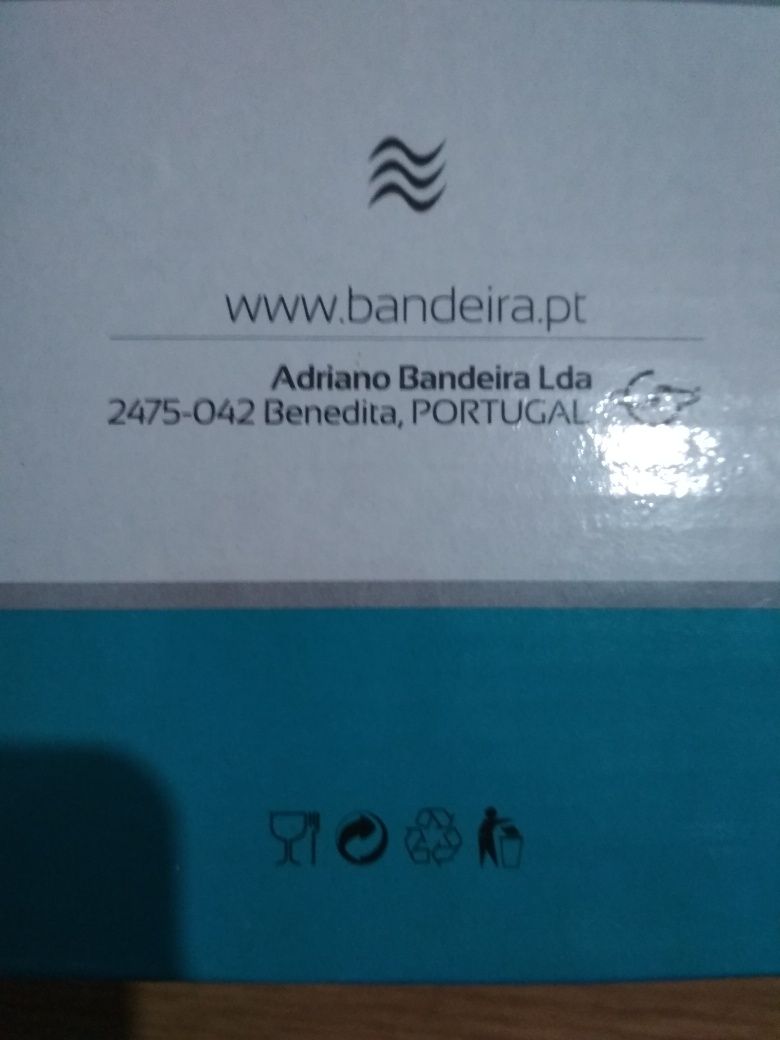 www.bandeira.pt
Adriano Bandeira Lda
2475-042 Benedita, PORTUGAL